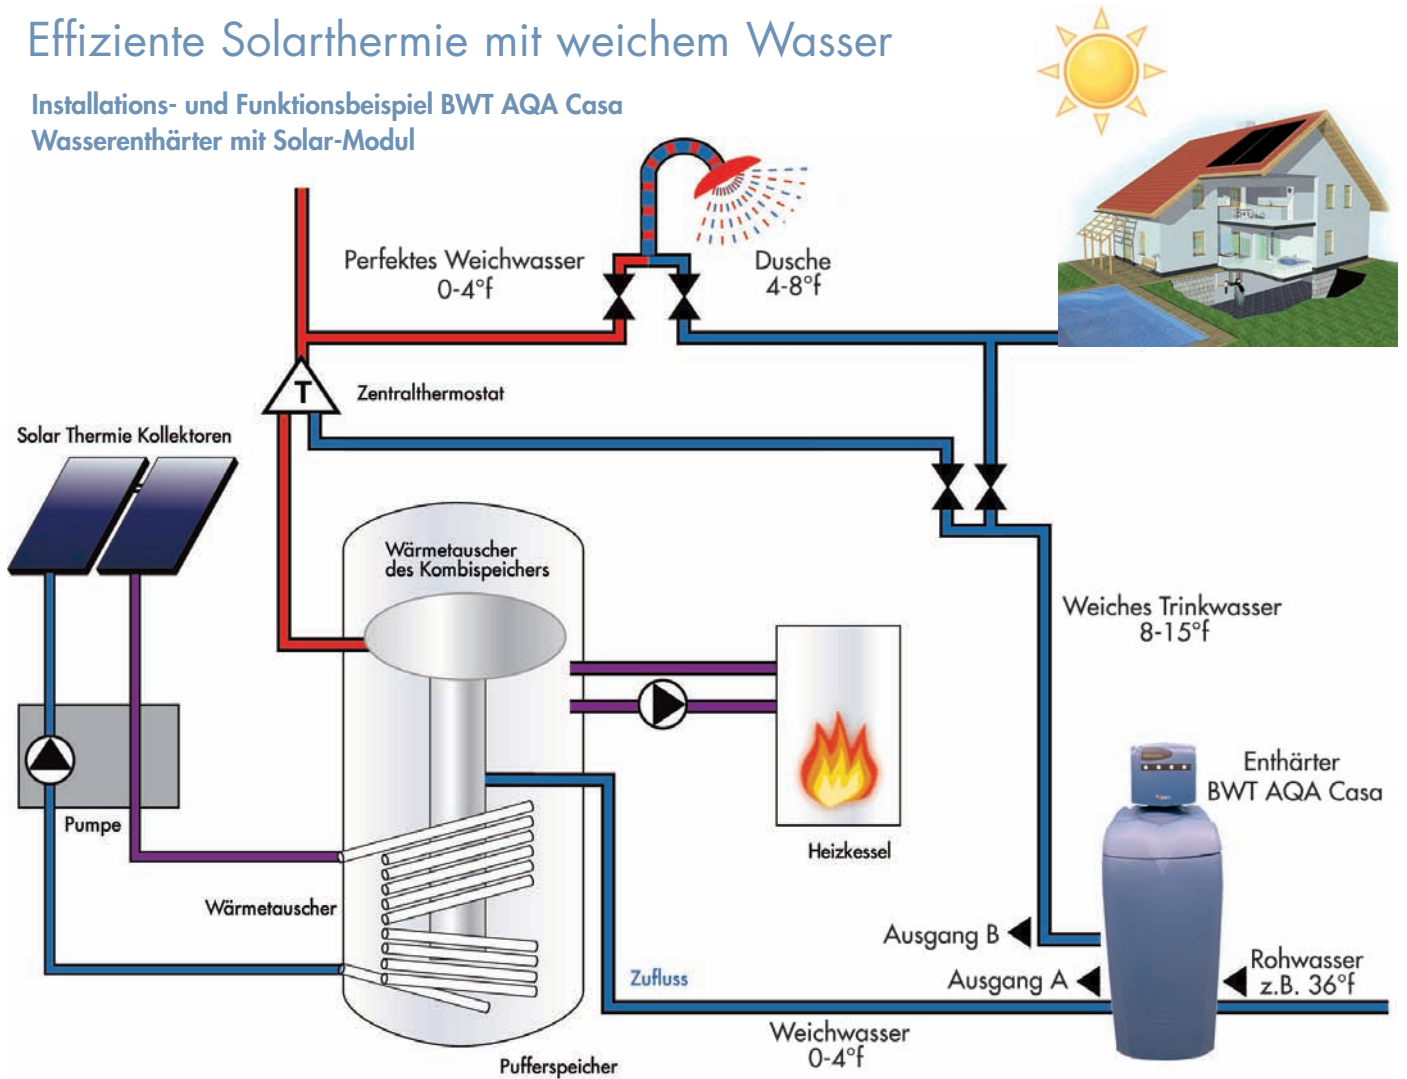 Effiziente Solarthermie mit weichem Wasser
Installations- und Funktionsbeispiel BWT AQA Casa
Wasserenthärter mit Solar-Modul
Perfektes Weichwasser
0-4°f
Dusche
4-8°f
T
Zentralthermostat
Solar Thermie Kollektoren
Wärmetauscher
des Kombispeichers
Weiches Trinkwasser
8-15°f
Enthärter
BWT AQA Casa
Pumpe
Heizkessel
Wärmetauscher
Ausgang B
Ausgang A
Rohwasser
z.B. 36°f
Zufluss
Weichwasser
0-4°f
Pufferspeicher